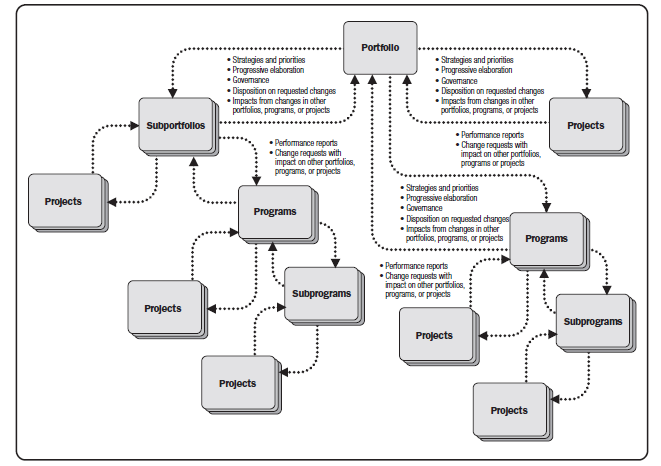 Portfolio
• Strategies and priorities
• Progressive elaboration
• Governance
• Disposition on requested changes
• Impacts from changes in other
portfolios, programs, or projects
• Strategies and priorities
• Progressive elaboration
• Governance
• Disposition on requested changes
• Impacts from changes in other
portfolios, programs, or projects
Subportfolios
Projects
• Performance reports
• Change requests with
impact on other portfolios,
programs, or projects
• Performance reports
• Change requests with
impact on other portfolios,
programs or projects
Projects
Programs
• Strategies and priorities
• Progressive elaboration
• Governance
• Disposition on requested changes
• Impacts from changes in other
portfolios, programs, or projects
Programs
• Performance reports
• Change requests with
impact on other portfolios,
programs, or projects
Projects
Subprograms
Projects
Subprograms
Projects
Projects